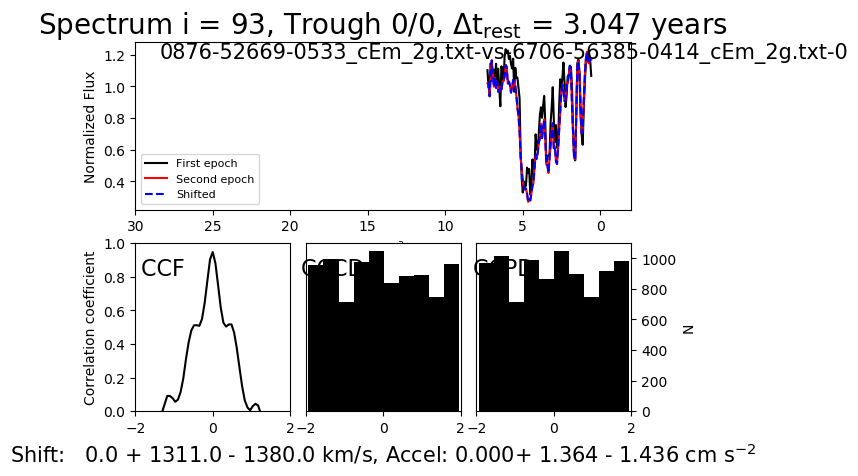 Spectrum i = 93, Trough 0/0, Δt_rest = 3.047 years
0876-52669-0533_cEm_2g.txt-vs-6706-56385-0414_cEm_2g.txt-0
Normalized Flux
1.2
1.0
0.8
0.6
0.4
First epoch
Second epoch
Shifted
30 25 20 15 10 5 0
Correlation coefficient
1.0
0.8
0.6
0.4
0.2
0.0
CCF
−2 0 2
−2 0 2
−2 0 2
1000
800
600
400
200
0
N
Shift: 0.0 + 1311.0 - 1380.0 km/s, Accel: 0.000+ 1.364 - 1.436 cm s⁻²